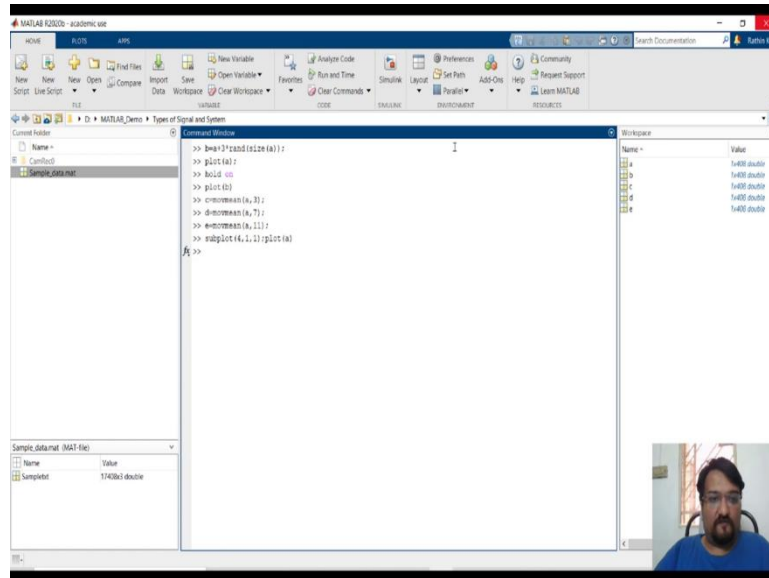 MATLAB R2020b - academic use
HOME PLOTS APPS
Search Documentation
Rathin
New Script
New Live Script
New
Open
Find Files
Compare
Import Data
Save Workspace
New Variable
Open Variable
Clear Workspace
Favorites
Analyze Code
Run and Time
Clear Commands
Simulink
Layout
Preferences
Set Path
Parallel
Add-Ons
Help
Community
Request Support
Learn MATLAB
FILE VARIABLE CODE SIMULINK ENVIRONMENT RESOURCES
D: MATLAB_Demo Types of Signal and System
Current Folder
Name
CamRec0
Sample_data.mat
Command Window
>> b=a+3*rand(size(a));
>> plot(a);
>> hold on
>> plot(b)
>> c=movmean(a,3);
>> d=movmean(a,7);
>> e=movmean(a,11);
>> subplot(4,1,1);plot(a)
fx >>
Workspace
Name Value
a 1x408 double
b 1x408 double
c 1x408 double
d 1x408 double
e 1x408 double
Sample_data.mat (MAT-file)
Name Value
Sampletxt 17408x3 double